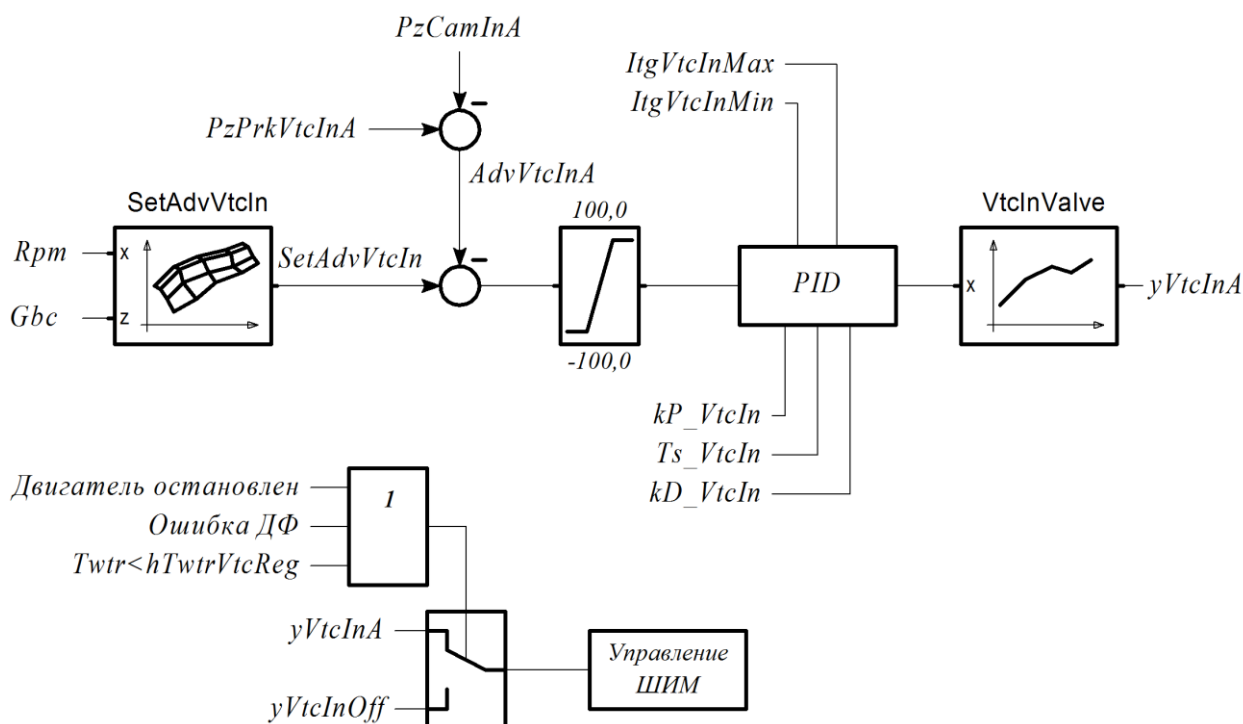 PzCamInA
ItgVtcInMax
ItgVtcInMin
PzPrkVtcInA
AdvVtcInA
SetAdvVtcIn
100,0
VtcInValve
Rpm
X
SetAdvVtcIn
PID
X
yVtcInA
Gbc
Z
-100,0
kP_VtcIn
Ts_VtcIn
kD_VtcIn
Двигатель остановлен
1
Ошибка ДФ
Twtr<hTwtrVtcReg
yVtcInA
Управление
ШИМ
yVtcInOff